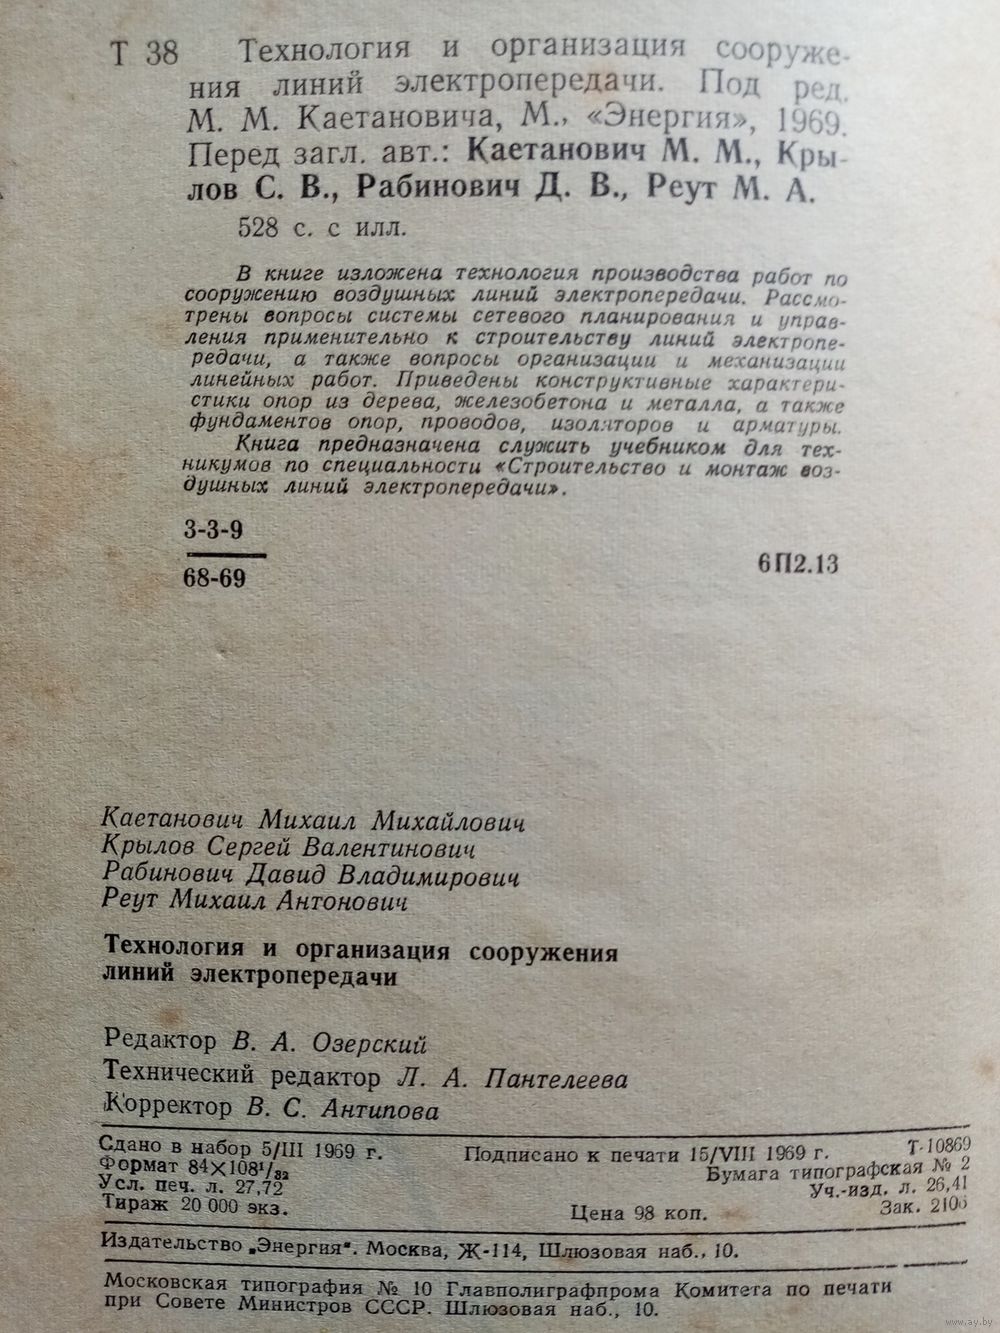 Т 38 Технология и организация сооруже-
ния линий электропередачи. Под ред.
М. М. Каетановича, М., «Энергия», 1969.
Перед загл. авт.: Каетанович М. М., Кры-
лов С. В., Рабинович Д. В., Реут М. А.
528 с. с илл.
В книге изложена технология производства работ по
сооружению воздушных линий электропередачи. Рассмо-
трены вопросы системы сетевого планирования и управ-
ления применительно к строительству линий электропе-
редачи, а также вопросы организации и механизации
линейных работ. Приведены конструктивные характери-
стики опор из дерева, железобетона и металла, а также
фундаментов опор, проводов, изоляторов и арматуры.
Книга предназначена служить учебником для тех-
никумов по специальности «Строительство и монтаж воз-
душных линий электропередачи».
3-3-9
68-69
6П2.13
Каетанович Михаил Михайлович
Крылов Сергей Валентинович
Рабинович Давид Владимирович
Реут Михаил Антонович
Технология и организация сооружения
линий электропередачи
Редактор В. А. Озерский
Технический редактор Л. А. Пантелеева
Корректор В. С. Антипова
Сдано в набор 5/III 1969 г. Подписано к печати 15/VIII 1969 г. Т-10869
Формат 84×108¹/₃₂ Бумага типографская № 2
Усл. печ. л. 27,72 Уч.-изд. л. 26,41
Тираж 20 000 экз. Цена 98 коп. Зак. 2106
Издательство „Энергия“. Москва, Ж-114, Шлюзовая наб., 10.
Московская типография № 10 Главполиграфпрома Комитета по печати
при Совете Министров СССР. Шлюзовая наб., 10.
www.ay.by